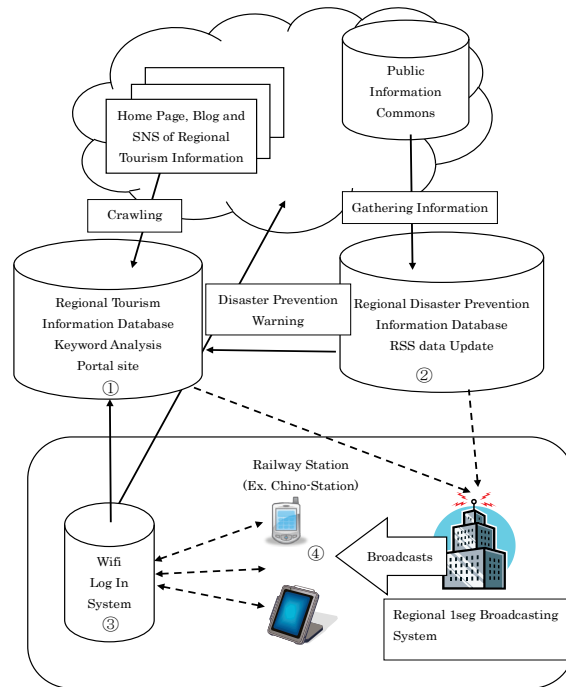 Public
Information
Commons
Home Page, Blog and
SNS of Regional
Tourism Information
Crawling
Gathering Information
Regional Tourism
Information Database
Keyword Analysis
Portal site
①
Disaster Prevention
Warning
Regional Disaster Prevention
Information Database
RSS data Update
②
Railway Station
(Ex. Chino-Station)
Wifi
Log In
System
③
④
Broadcasts
Regional 1seg Broadcasting
System